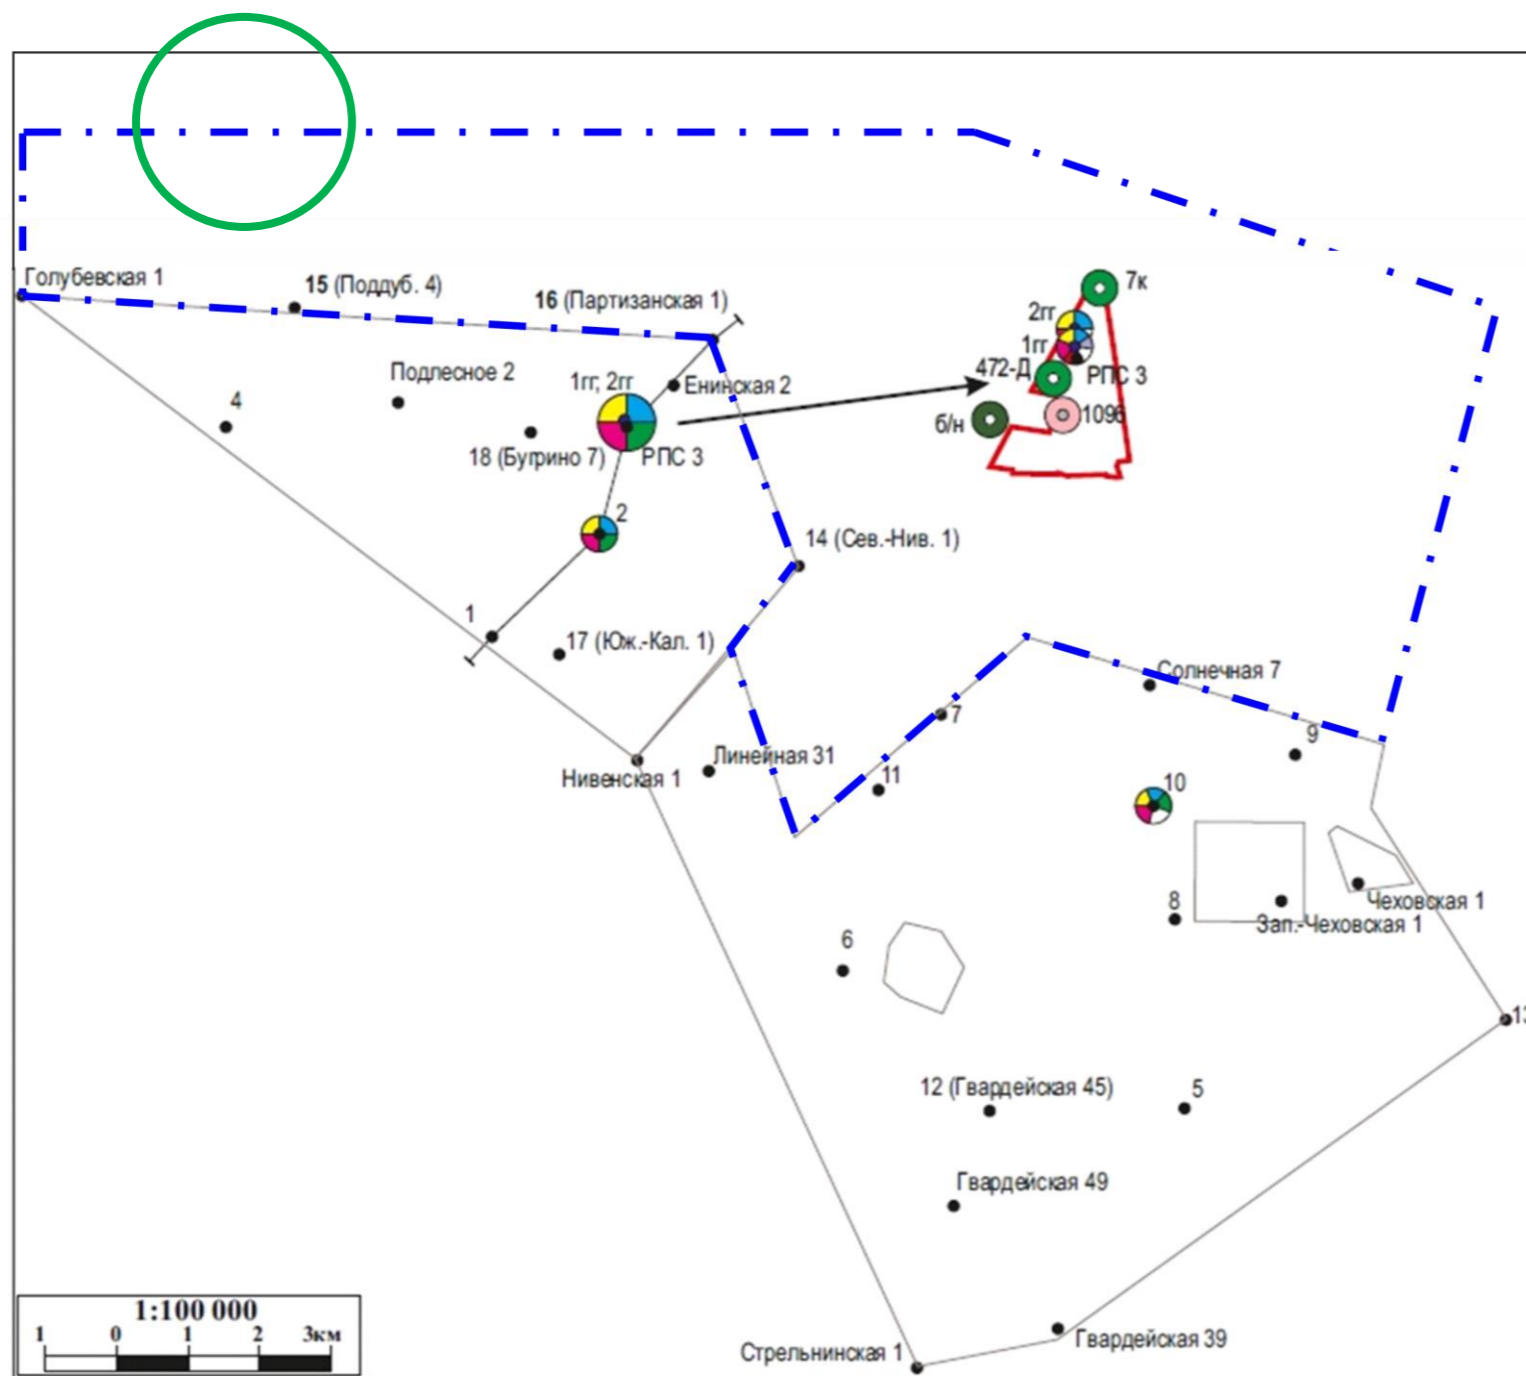 Голубевская 1
15 (Поддуб. 4)
16 (Партизанская 1)
7к
2гг
1гг
472-Д
РПС 3
б/н
1096
Подлесное 2
1гг; 2гг
Енинская 2
4
18 (Бугрино 7)
РПС 3
2
14 (Сев.-Нив. 1)
1
17 (Юж.-Кал. 1)
Солнечная 7
7
9
Нивенская 1
Линейная 31
11
10
8
Зап.-Чеховская 1
Чеховская 1
6
13
12 (Гвардейская 45)
5
Гвардейская 49
1:100 000
1 0 1 2 3км
Стрельнинская 1
Гвардейская 39